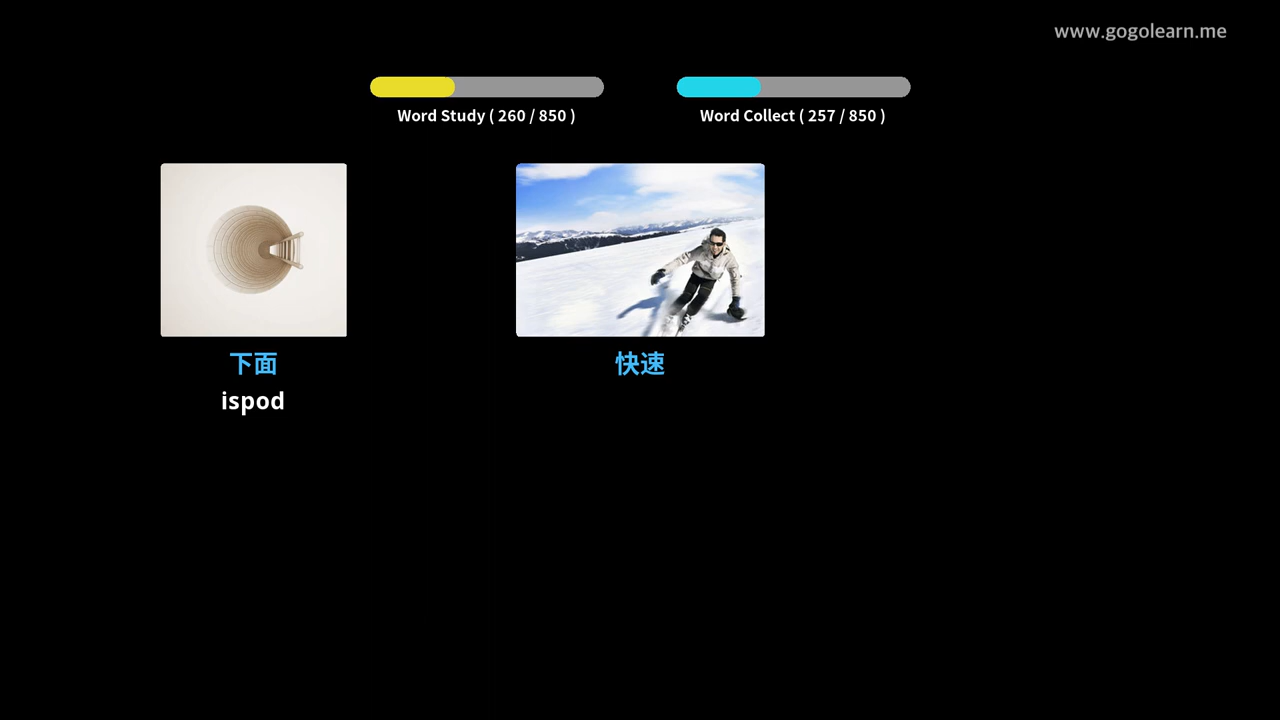 www.gogolearn.me
Word Study ( 260 / 850 )
Word Collect ( 257 / 850 )
下面
ispod
快速